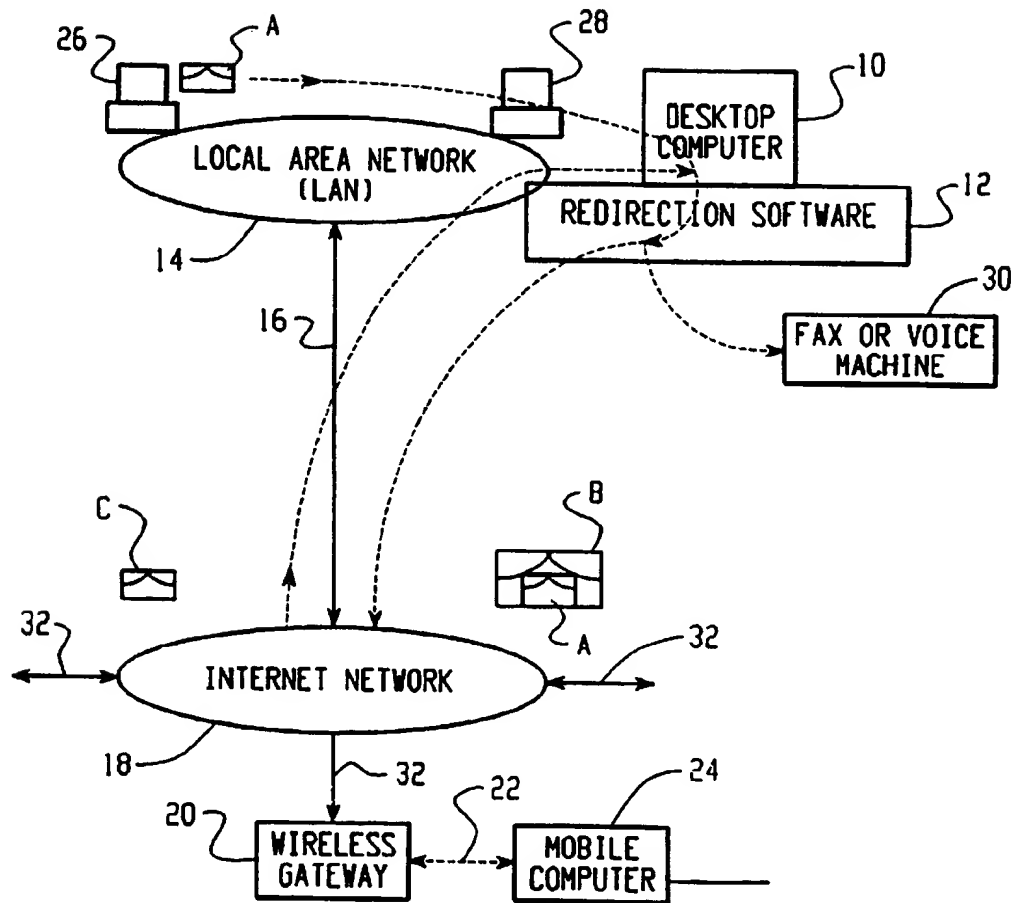 26
A
28
10
DESKTOP
COMPUTER
LOCAL AREA NETWORK
(LAN)
12
REDIRECTION SOFTWARE
14
16
30
FAX OR VOICE
MACHINE
C
B
A
32
32
INTERNET NETWORK
18
32
22
24
20
WIRELESS
GATEWAY
MOBILE
COMPUTER